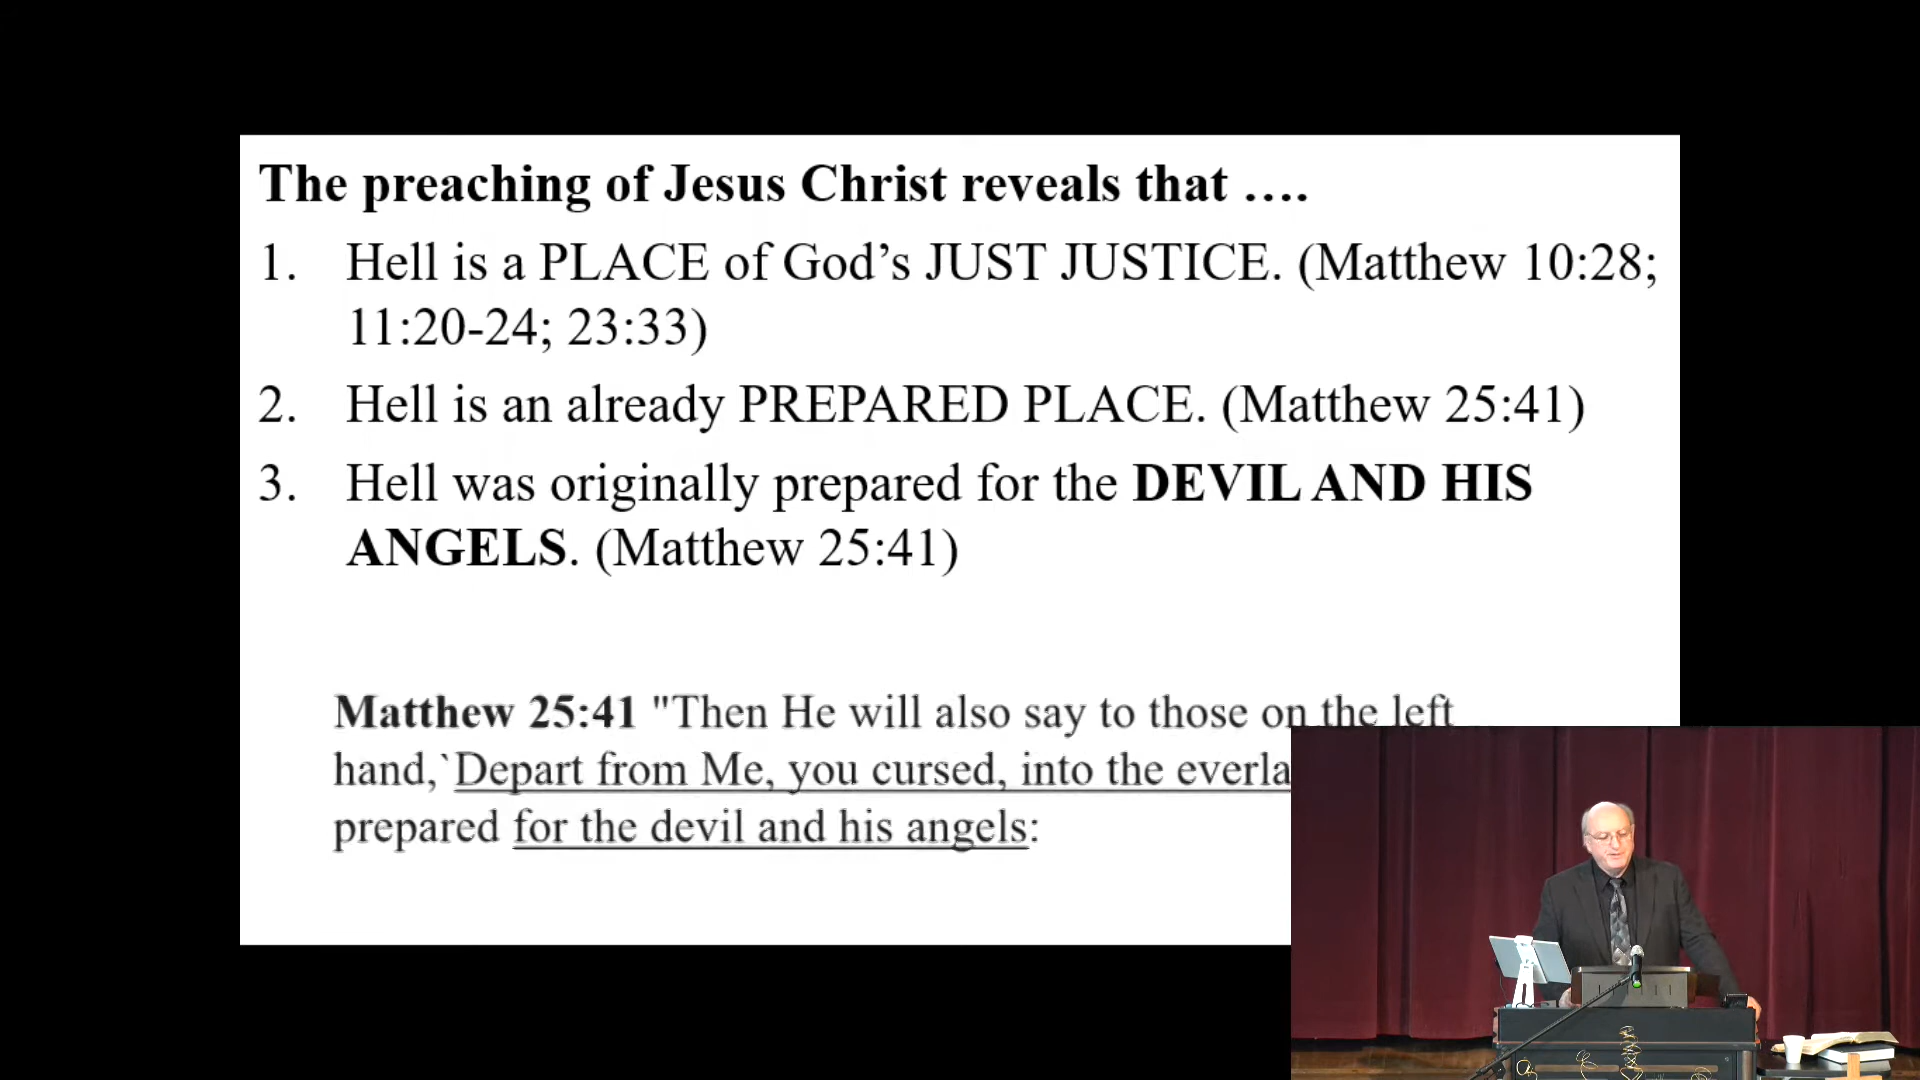 The preaching of Jesus Christ reveals that ….
1. Hell is a PLACE of God’s JUST JUSTICE. (Matthew 10:28;
11:20-24; 23:33)
2. Hell is an already PREPARED PLACE. (Matthew 25:41)
3. Hell was originally prepared for the DEVIL AND HIS
ANGELS. (Matthew 25:41)
Matthew 25:41 "Then He will also say to those on the left
hand,`Depart from Me, you cursed, into the
prepared for the devil and his angels: